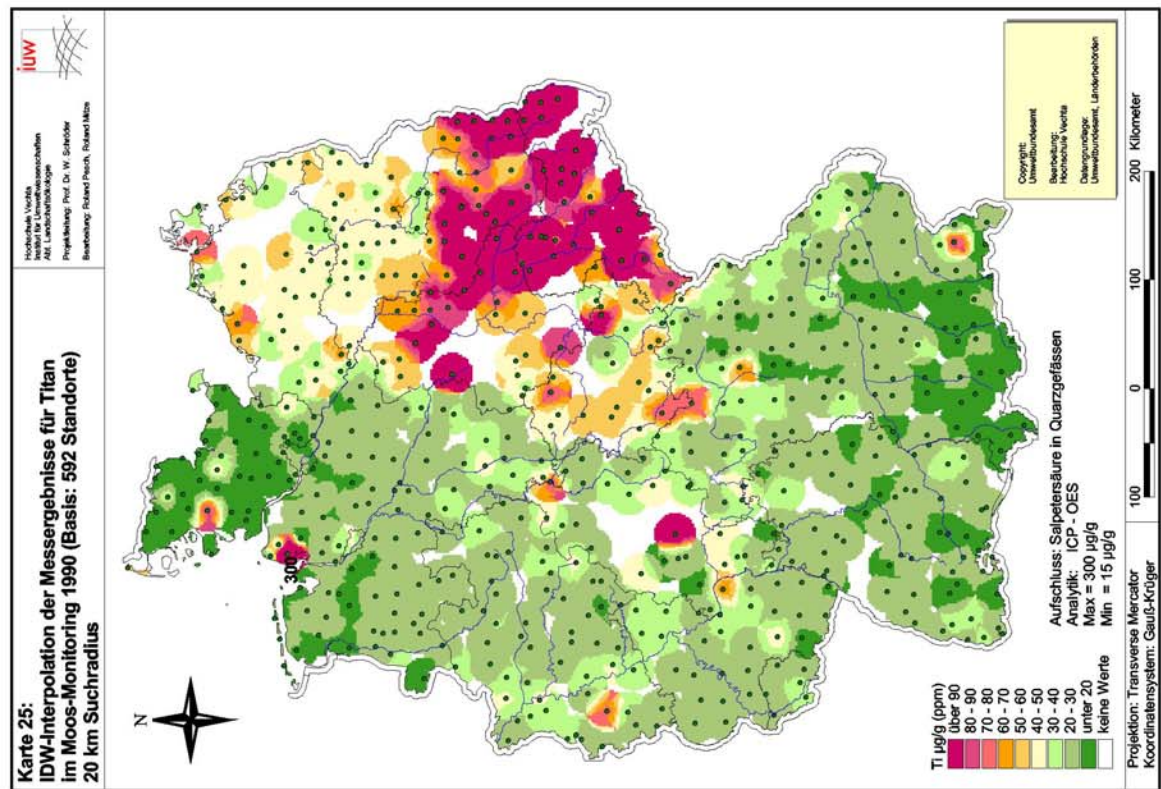 Karte 25:
IDW-Interpolation der Messergebnisse für Titan
im Moos-Monitoring 1990 (Basis: 592 Standorte)
20 km Suchradius
Hochschule Vechta
Institut für Umweltwissenschaften
Abt. Landschaftsökologie
Projektleitung: Prof. Dr. W. Schröder
Bearbeitung: Roland Pesch, Roland Mätze
iuw
N
300
Ti µg/g (ppm)
über 90
80 - 90
70 - 80
60 - 70
50 - 60
40 - 50
30 - 40
20 - 30
unter 20
keine Werte
Aufschluss: Salpetersäure in Quarzgefässen
Analytik: ICP - OES
Max = 300 µg/g
Min = 15 µg/g
Copyright:
Umweltbundesamt
Bearbeitung:
Hochschule Vechta
Datengrundlage:
Umweltbundesamt, Länderbehörden
Projektion: Transverse Mercator
Koordinatensystem: Gauß-Krüger
100 0 100 200 Kilometer